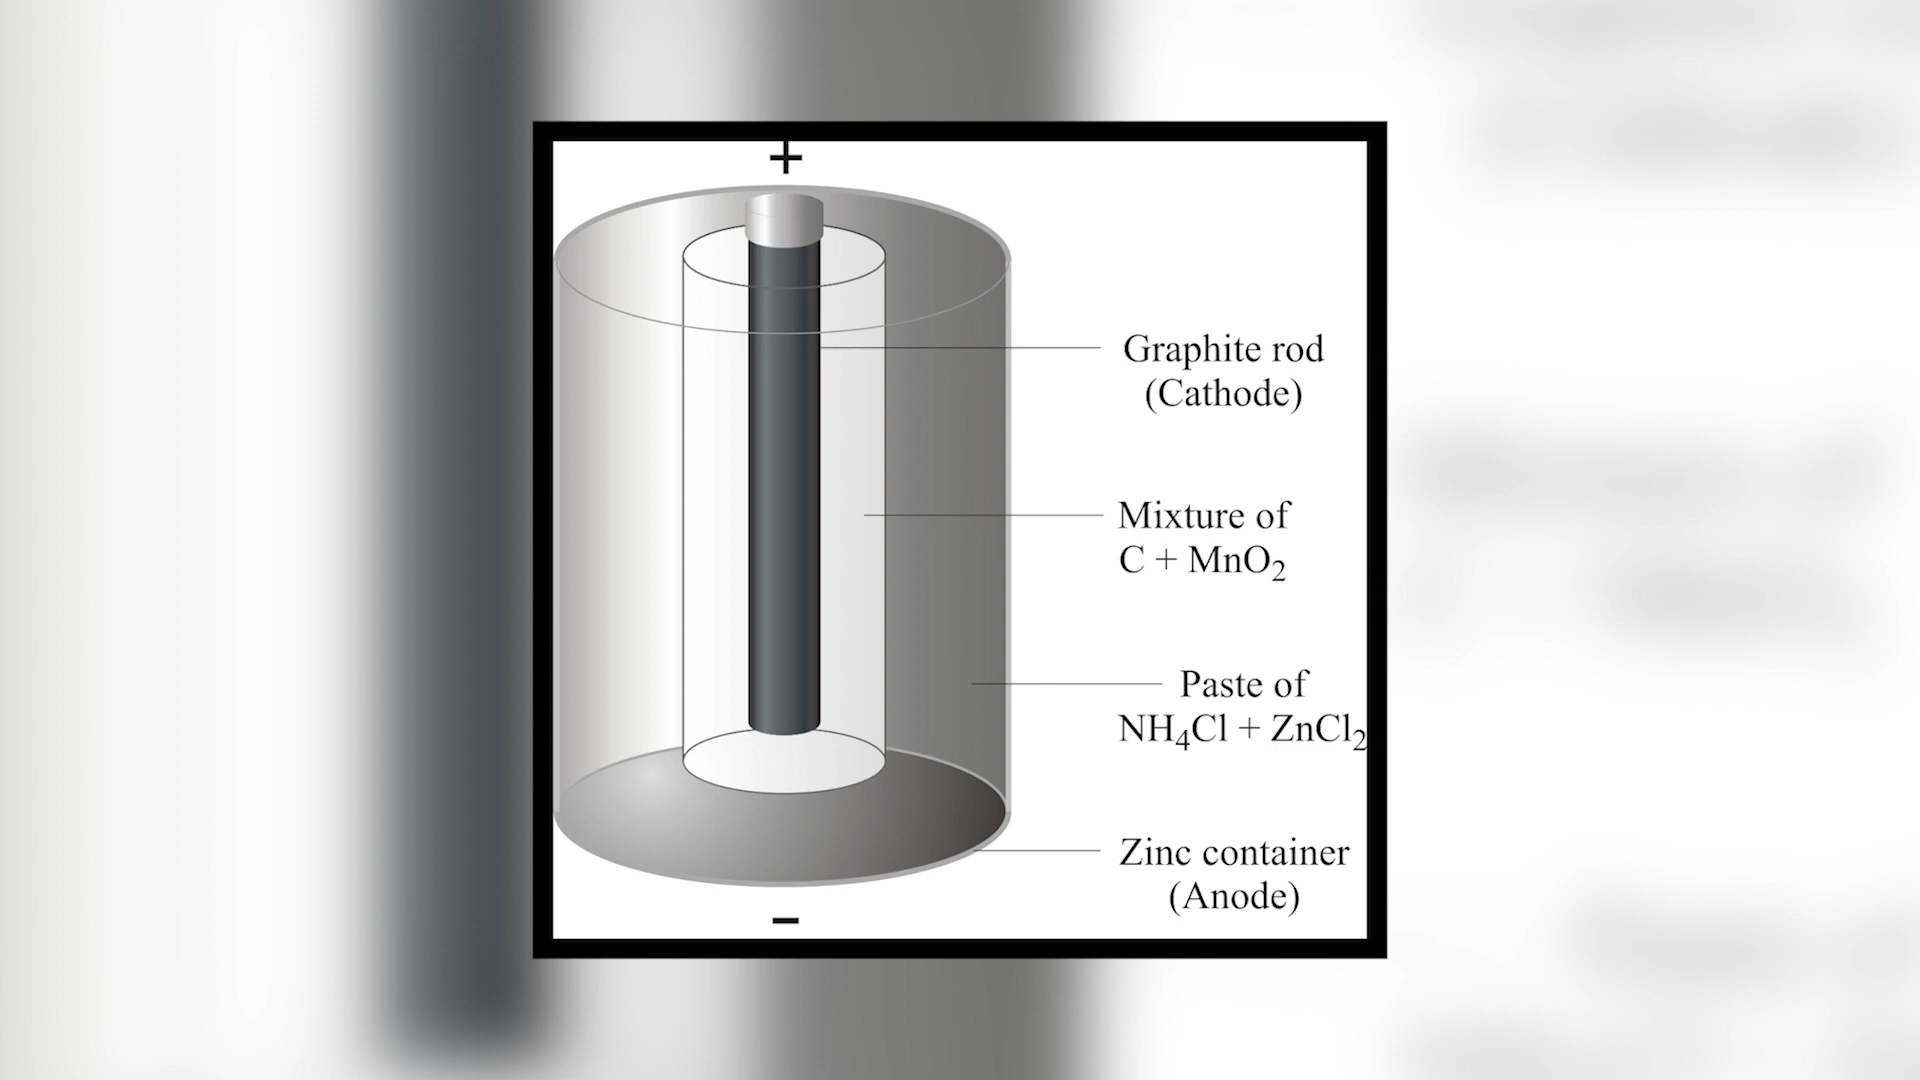 +
Graphite rod
(Cathode)
Mixture of
C + MnO₂
Paste of
NH₄Cl + ZnCl₂
Zinc container
(Anode)
−